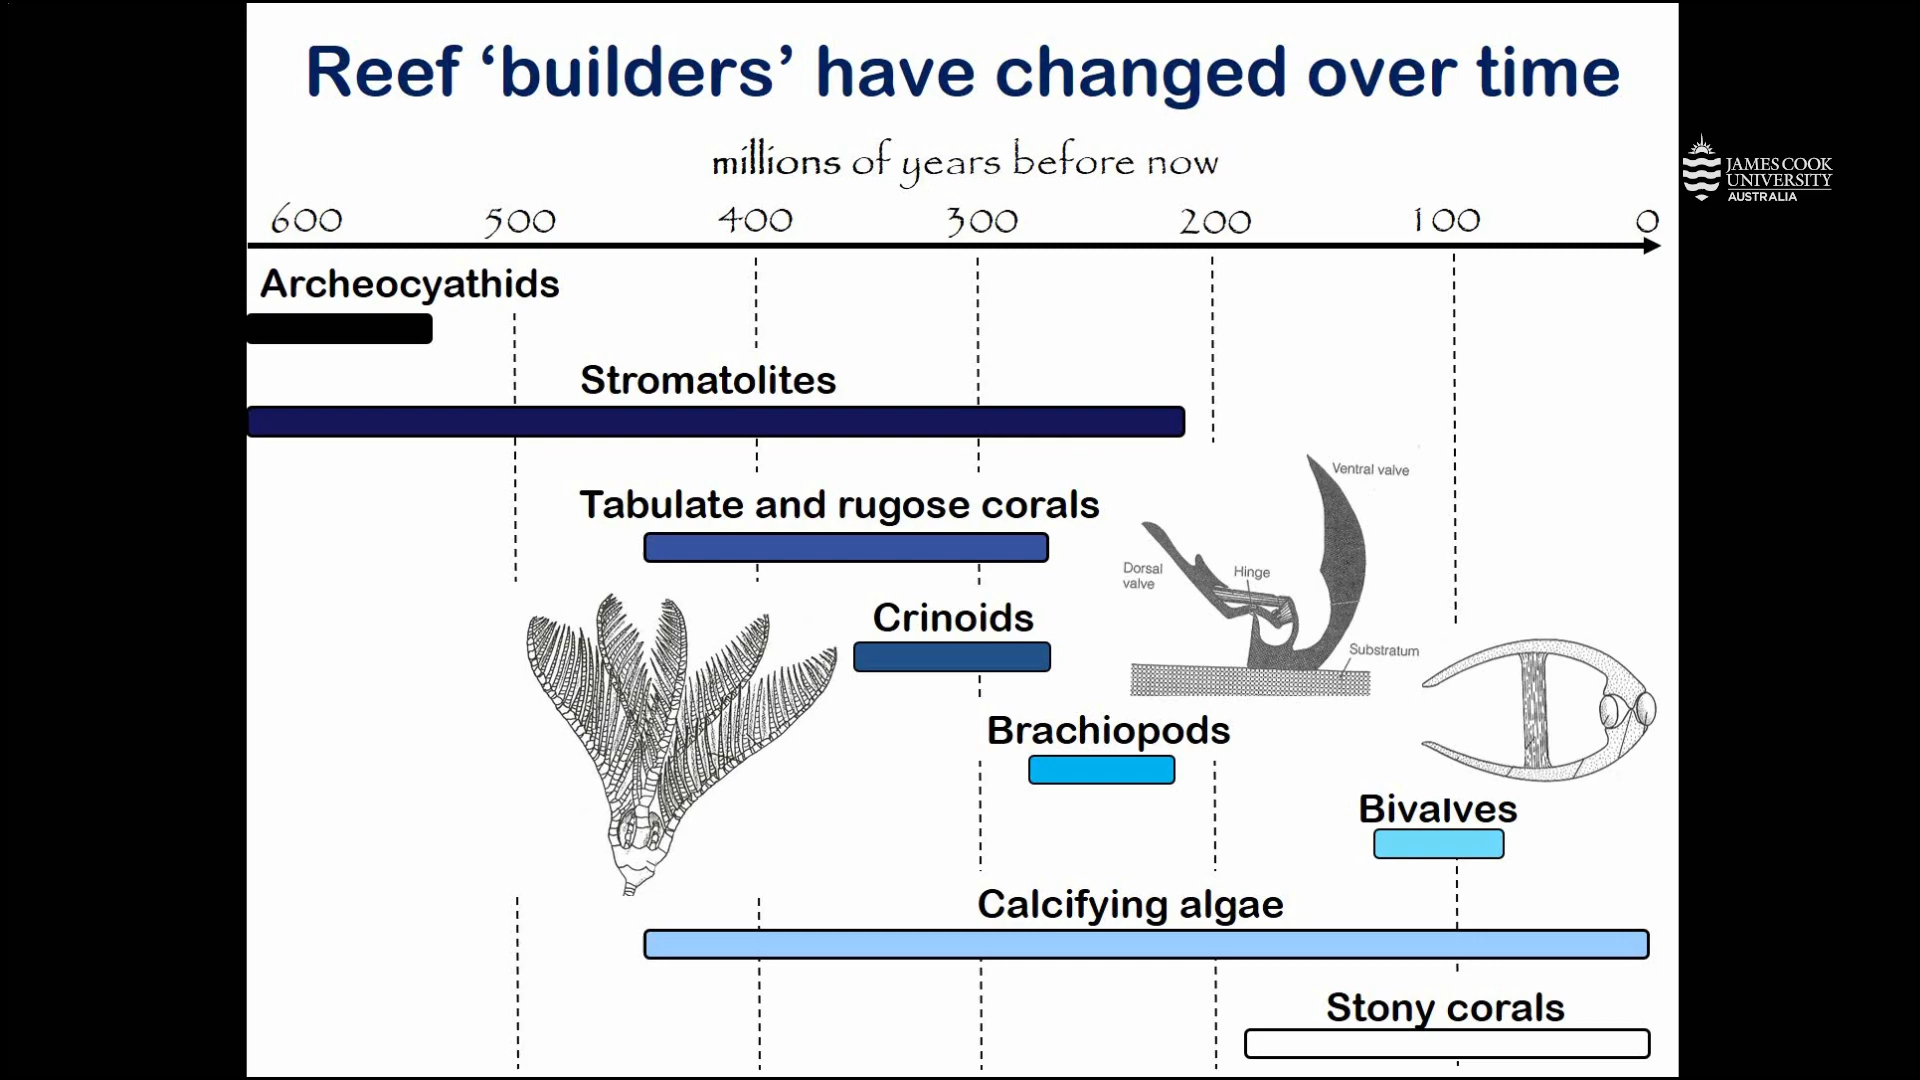 Reef ‘builders’ have changed over time
millions of years before now
JAMES COOK
UNIVERSITY
AUSTRALIA
600 500 400 300 200 100 0
Archeocyathids
Stromatolites
Ventral valve
Tabulate and rugose corals
Dorsal
valve
Hinge
Crinoids
Substratum
Brachiopods
Bivalves
Calcifying algae
Stony corals